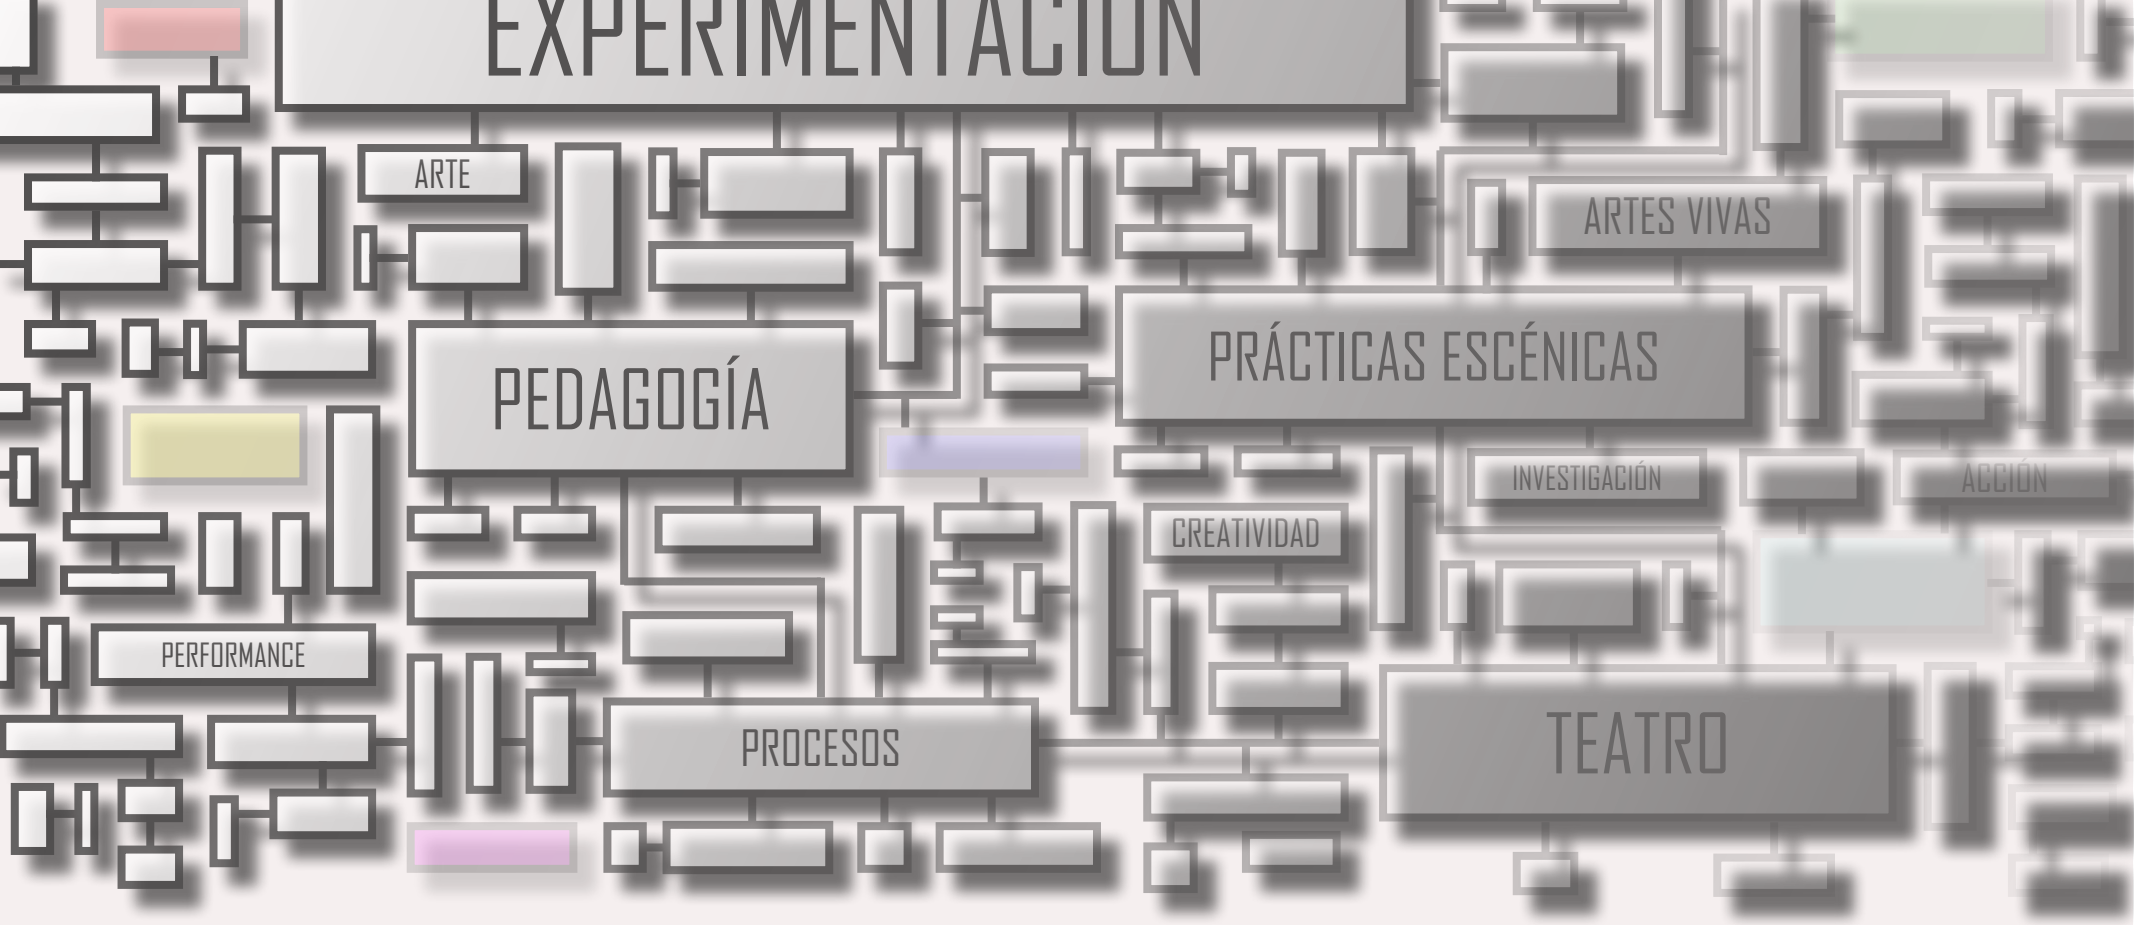 EXPERIMENTACIÓN
ARTE
ARTES VIVAS
PRÁCTICAS ESCÉNICAS
PEDAGOGÍA
INVESTIGACIÓN
ACCIÓN
CREATIVIDAD
PERFORMANCE
PROCESOS
TEATRO